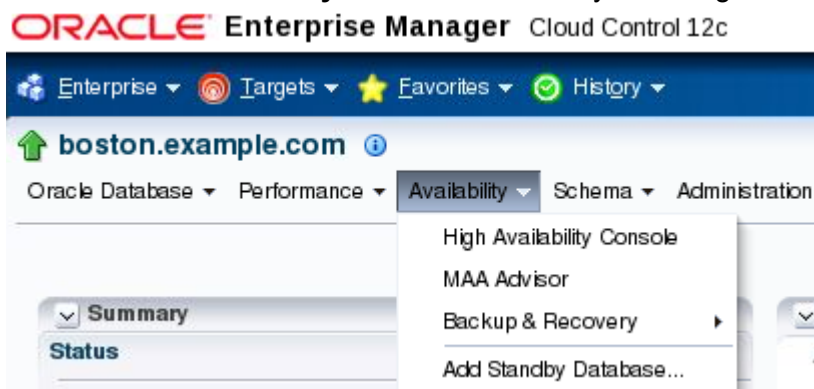 ORACLE Enterprise Manager Cloud Control 12c
Enterprise Targets Favorites History
boston.example.com
Oracle Database Performance Availability Schema Administration
High Availability Console
MAA Advisor
Summary
Backup & Recovery
Status
Add Standby Database...